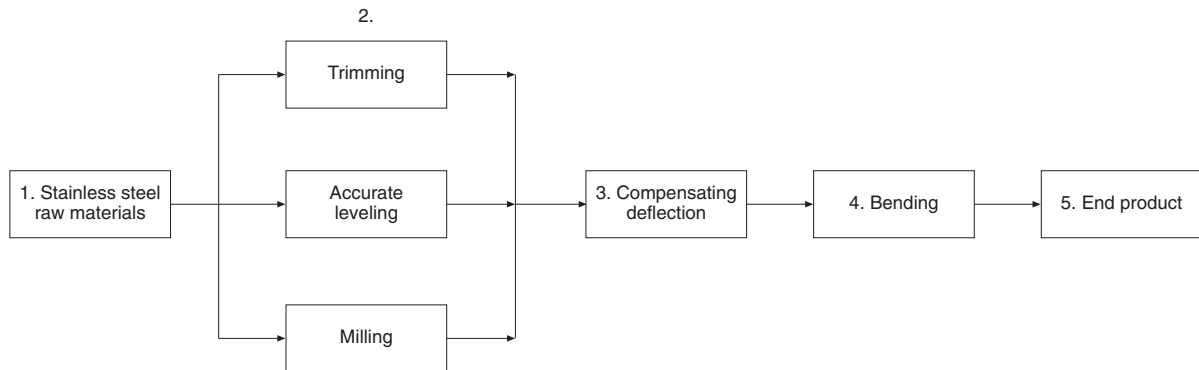 2.
Trimming
1. Stainless steel
raw materials
Accurate
leveling
3. Compensating
deflection
4. Bending
5. End product
Milling